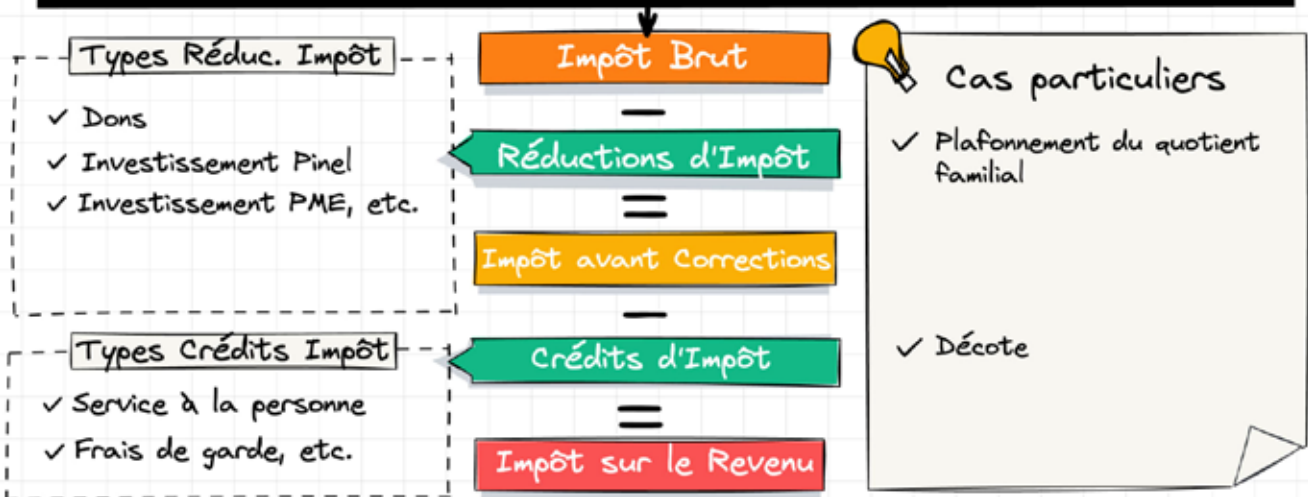 Types Réduc. Impôt
✓ Dons
✓ Investissement Pinel
✓ Investissement PME, etc.
Types Crédits Impôt
✓ Service à la personne
✓ Frais de garde, etc.
Impôt Brut
−
Réductions d'Impôt
=
Impôt avant Corrections
−
Crédits d'Impôt
=
Impôt sur le Revenu
Cas particuliers
✓ Plafonnement du quotient
familial
✓ Décote